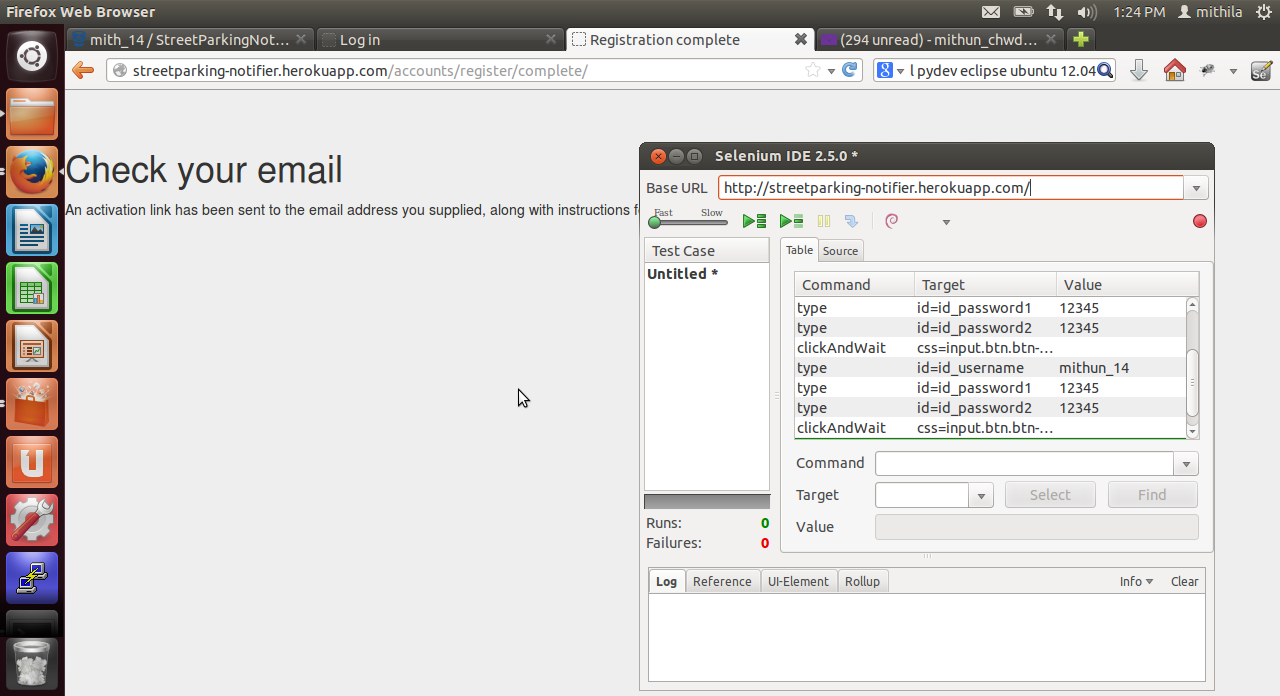 Firefox Web Browser
1:24 PM mithila
mith_14 / StreetParkingNot...
Log in
Registration complete
(294 unread) - mithun_chwd...
streetparking-notifier.herokuapp.com/accounts/register/complete/
l pydev eclipse ubuntu 12.04
Check your email
An activation link has been sent to the email address you supplied, along with instructions
Selenium IDE 2.5.0 *
Base URL http://streetparking-notifier.herokuapp.com/
Fast Slow
Test Case
Untitled *
Runs: 0
Failures: 0
Table Source
Command Target Value
type id=id_password1 12345
type id=id_password2 12345
clickAndWait css=input.btn.btn-...
type id=id_username mithun_14
type id=id_password1 12345
type id=id_password2 12345
clickAndWait css=input.btn.btn-...
Command
Target Select Find
Value
Log Reference UI-Element Rollup Info Clear